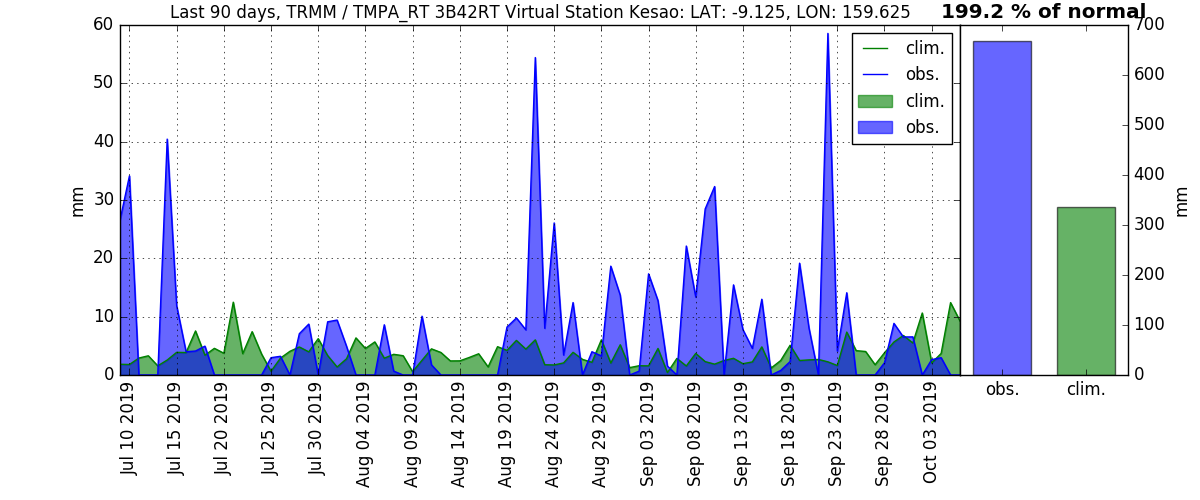 Last 90 days, TRMM / TMPA_RT 3B42RT Virtual Station Kesao: LAT: -9.125, LON: 159.625
199.2 % of normal
60
50
40
30
20
10
0
mm
clim.
obs.
clim.
obs.
700
600
500
400
300
200
100
0
mm
Jul 10 2019
Jul 15 2019
Jul 20 2019
Jul 25 2019
Jul 30 2019
Aug 04 2019
Aug 09 2019
Aug 14 2019
Aug 19 2019
Aug 24 2019
Aug 29 2019
Sep 03 2019
Sep 08 2019
Sep 13 2019
Sep 18 2019
Sep 23 2019
Sep 28 2019
Oct 03 2019
obs.
clim.